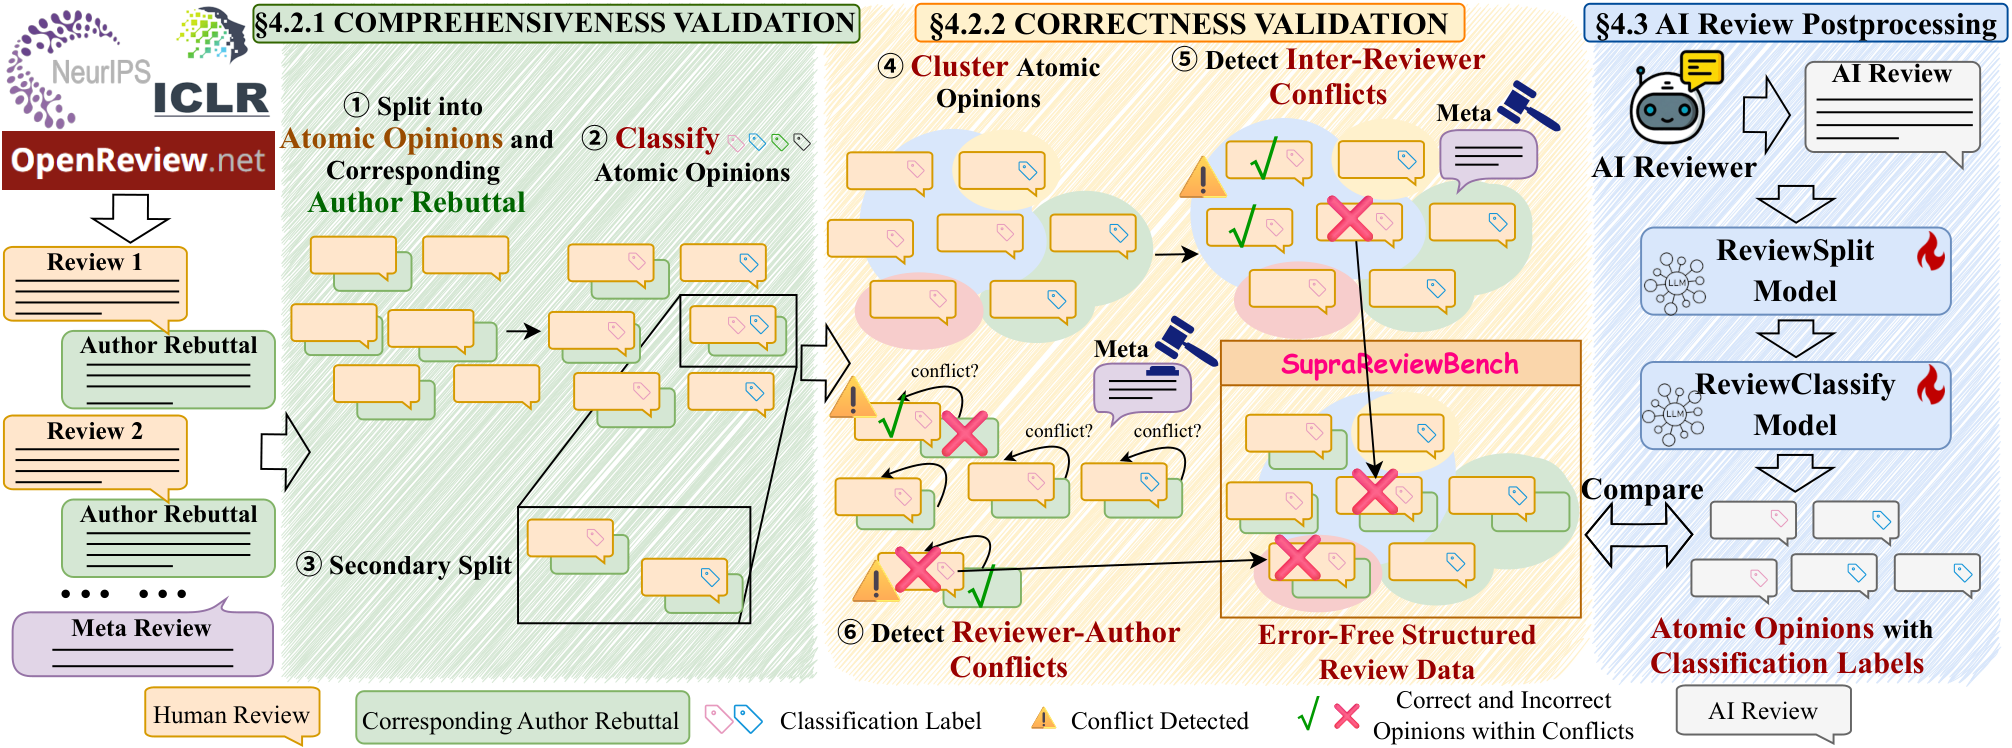 NeurIPS
ICLR
OpenReview.net
Review 1
Author Rebuttal
Review 2
Author Rebuttal
Meta Review
§4.2.1 COMPREHENSIVENESS VALIDATION
① Split into
Atomic Opinions and
Corresponding
Author Rebuttal
② Classify
Atomic Opinions
③ Secondary Split
§4.2.2 CORRECTNESS VALIDATION
④ Cluster Atomic
Opinions
⑤ Detect Inter-Reviewer
Conflicts
Meta
Meta
conflict?
conflict?
conflict?
⑥ Detect Reviewer-Author
Conflicts
SupraReviewBench
Error-Free Structured
Review Data
§4.3 AI Review Postprocessing
AI Reviewer
AI Review
ReviewSplit
Model
LLM
ReviewClassify
Model
LLM
Compare
Atomic Opinions with
Classification Labels
Human Review
Corresponding Author Rebuttal
Classification Label
Conflict Detected
Correct and Incorrect
Opinions within Conflicts
AI Review